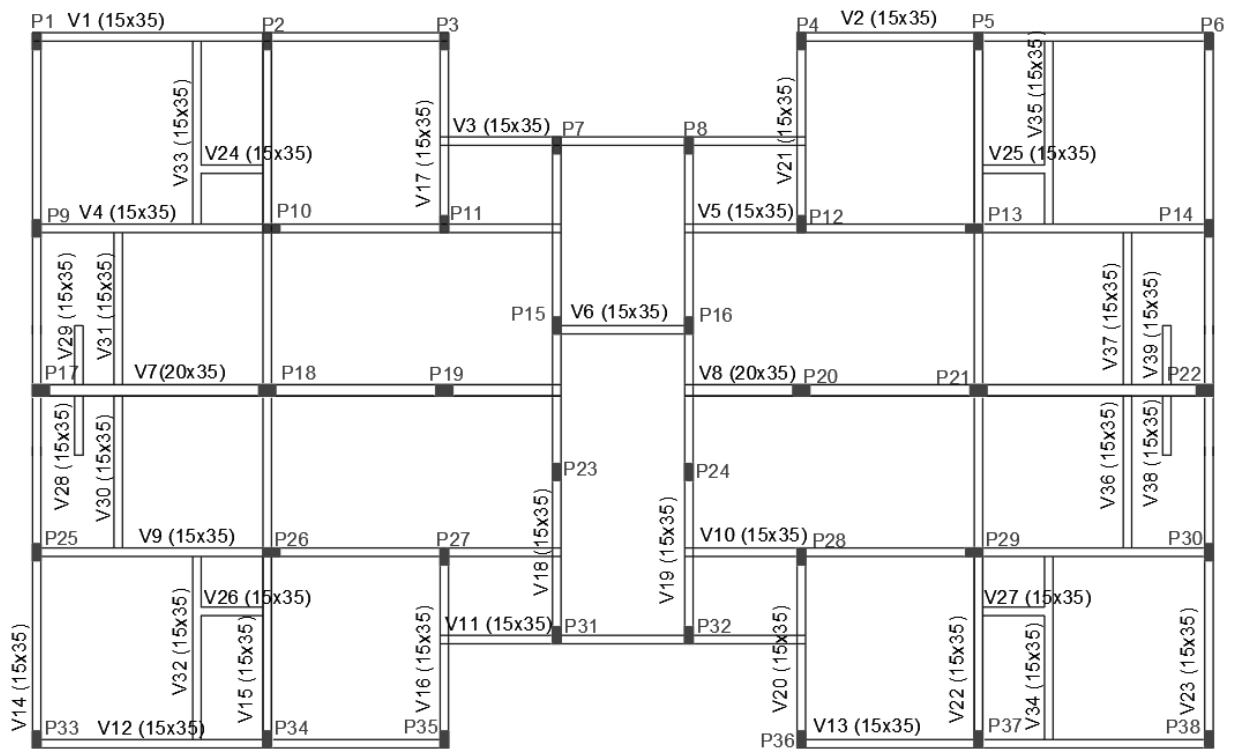 P1 V1 (15x35) P2 P3 P4 V2 (15x35) P5 P6
V33 (15x35)
V24 (15x35)
V17 (15x35)
V3 (15x35) P7 P8
V21 (15x35)
V35 (15x35)
V25 (15x35)
P9 V4 (15x35) P10 P11 V5 (15x35) P12 P13 P14
V29 (15x35)
V31 (15x35)
P15 V6 (15x35) P16
V37 (15x35)
V39 (15x35)
P17 V7(20x35) P18 P19 V8 (20x35) P20 P21 P22
V28 (15x35)
V30 (15x35)
P23 P24
V36 (15x35)
V38 (15x35)
P25 V9 (15x35) P26 P27
V18 (15x35)
V19 (15x35)
V10 (15x35) P28 P29 P30
V14 (15x35)
V32 (15x35)
V26 (15x35)
V15 (15x35)
V16 (15x35)
V11 (15x35) P31 P32
V20 (15x35)
V22 (15x35)
V27 (15x35)
V34 (15x35)
V23 (15x35)
P33 V12 (15x35) P34 P35 P36 V13 (15x35) P37 P38